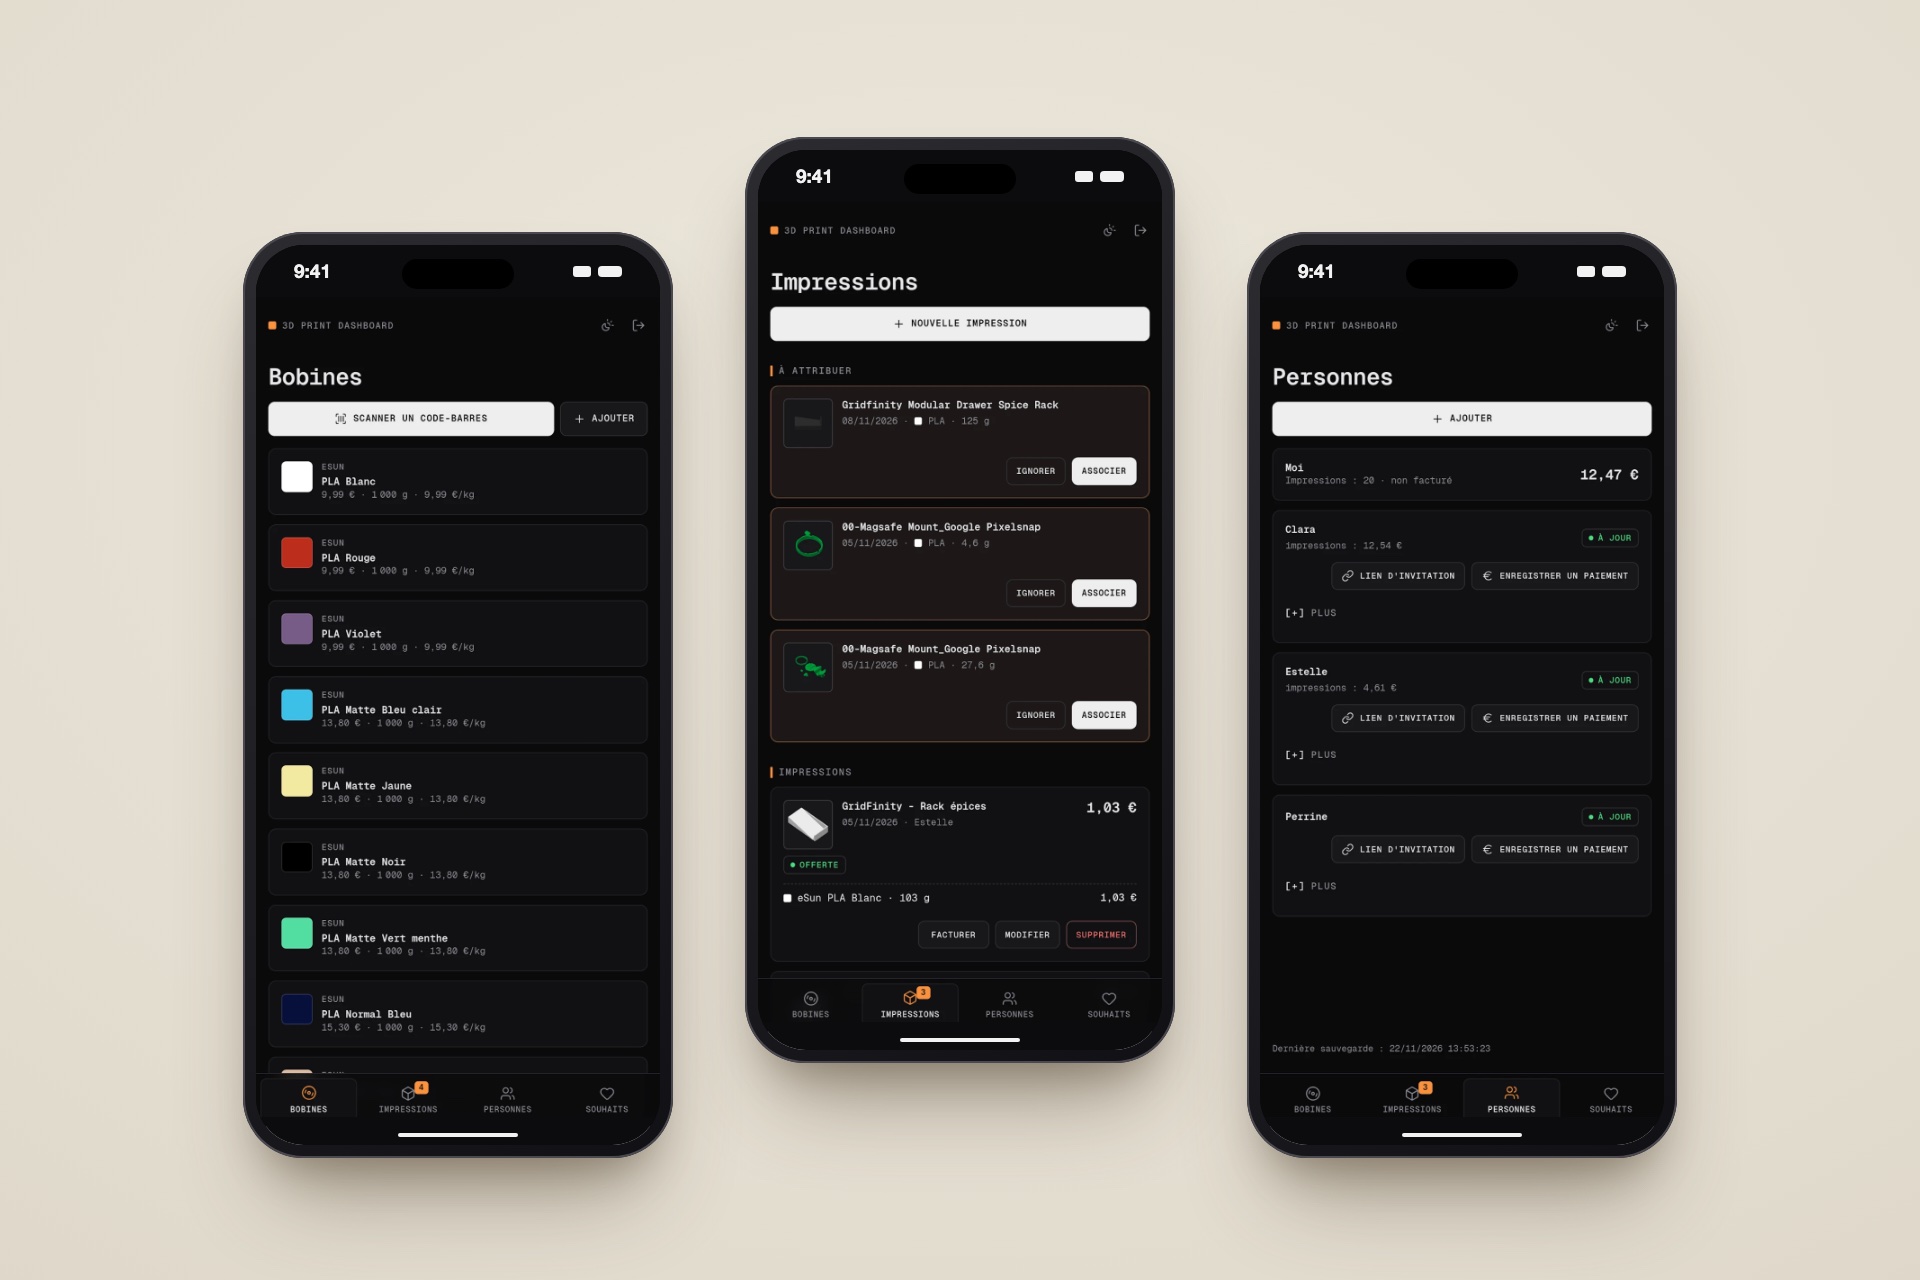 9:41
3D PRINT DASHBOARD
Bobines
SCANNER UN CODE-BARRES
+ AJOUTER
ESUN
PLA Blanc
9,99 € · 1 000 g · 9,99 €/kg
ESUN
PLA Rouge
9,99 € · 1 000 g · 9,99 €/kg
ESUN
PLA Violet
9,99 € · 1 000 g · 9,99 €/kg
ESUN
PLA Matte Bleu clair
13,80 € · 1 000 g · 13,80 €/kg
ESUN
PLA Matte Jaune
13,80 € · 1 000 g · 13,80 €/kg
ESUN
PLA Matte Noir
13,80 € · 1 000 g · 13,80 €/kg
ESUN
PLA Matte Vert menthe
13,80 € · 1 000 g · 13,80 €/kg
ESUN
PLA Normal Bleu
15,30 € · 1 000 g · 15,30 €/kg
4
BOBINES
IMPRESSIONS
PERSONNES
SOUHAITS
9:41
3D PRINT DASHBOARD
Impressions
+ NOUVELLE IMPRESSION
À ATTRIBUER
Gridfinity Modular Drawer Spice Rack
08/11/2026 · PLA · 125 g
IGNORER
ASSOCIER
00-Magsafe Mount_Google Pixelsnap
05/11/2026 · PLA · 4,6 g
IGNORER
ASSOCIER
00-Magsafe Mount_Google Pixelsnap
05/11/2026 · PLA · 27,6 g
IGNORER
ASSOCIER
IMPRESSIONS
GridFinity - Rack épices
1,03 €
05/11/2026 · Estelle
OFFERTE
eSun PLA Blanc · 103 g
1,03 €
FACTURER
MODIFIER
SUPPRIMER
3
BOBINES
IMPRESSIONS
PERSONNES
SOUHAITS
9:41
3D PRINT DASHBOARD
Personnes
+ AJOUTER
Moi
Impressions : 20 · non facturé
12,47 €
Clara
impressions : 12,54 €
À JOUR
LIEN D'INVITATION
€ ENREGISTRER UN PAIEMENT
[+] PLUS
Estelle
impressions : 4,61 €
À JOUR
LIEN D'INVITATION
€ ENREGISTRER UN PAIEMENT
[+] PLUS
Perrine
À JOUR
LIEN D'INVITATION
€ ENREGISTRER UN PAIEMENT
[+] PLUS
Dernière sauvegarde : 22/11/2026 13:53:23
3
BOBINES
IMPRESSIONS
PERSONNES
SOUHAITS